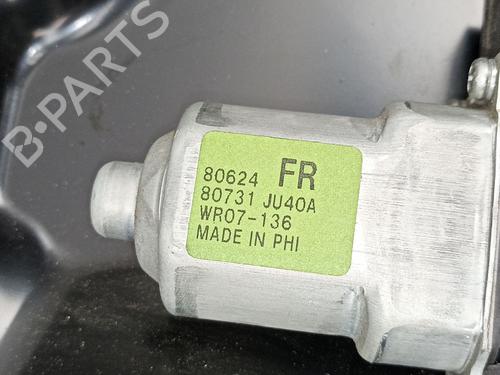 B-PARTS
80624 FR
80731 JU40A
WR07-136
MADE IN PHI